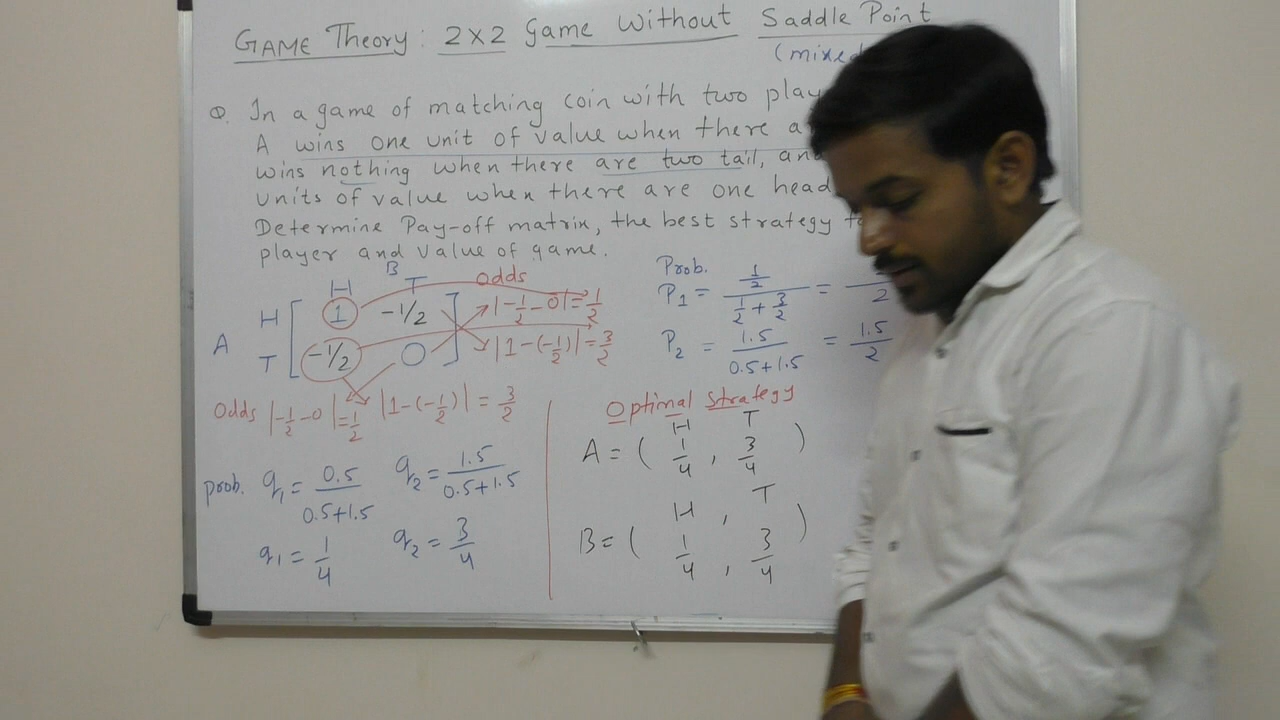 GAME Theory: 2x2 Game Without Saddle Point
(mixed
Q. In a game of matching coin with two play
A wins one unit of value when there a
wins nothing when there are two tail, and
units of value when there are one head
Determine Pay-off matrix, the best strategy fo
player and value of game.
B
H T Odds
H [ 1 -1/2 ] |-1/2-0|=1/2
A
T -1/2 0 |1-(-1/2)|=3/2
Odds |-1/2-0|=1/2 |1-(-1/2)|=3/2
prob. q1 = 0.5/0.5+1.5 q2 = 1.5/0.5+1.5
q1 = 1/4 q2 = 3/4
Prob.
P1 = 1/2 / 1/2+3/2 = /2
P2 = 1.5/0.5+1.5 = 1.5/2
Optimal Strategy
H T
A = ( 1/4 , 3/4 )
H , T
B = ( 1/4 , 3/4 )